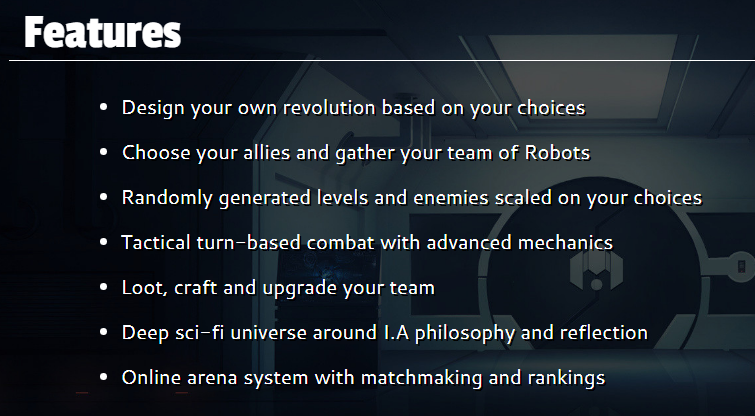 Features
• Design your own revolution based on your choices
• Choose your allies and gather your team of Robots
• Randomly generated levels and enemies scaled on your choices
• Tactical turn-based combat with advanced mechanics
• Loot, craft and upgrade your team
• Deep sci-fi universe around I.A philosophy and reflection
• Online arena system with matchmaking and rankings